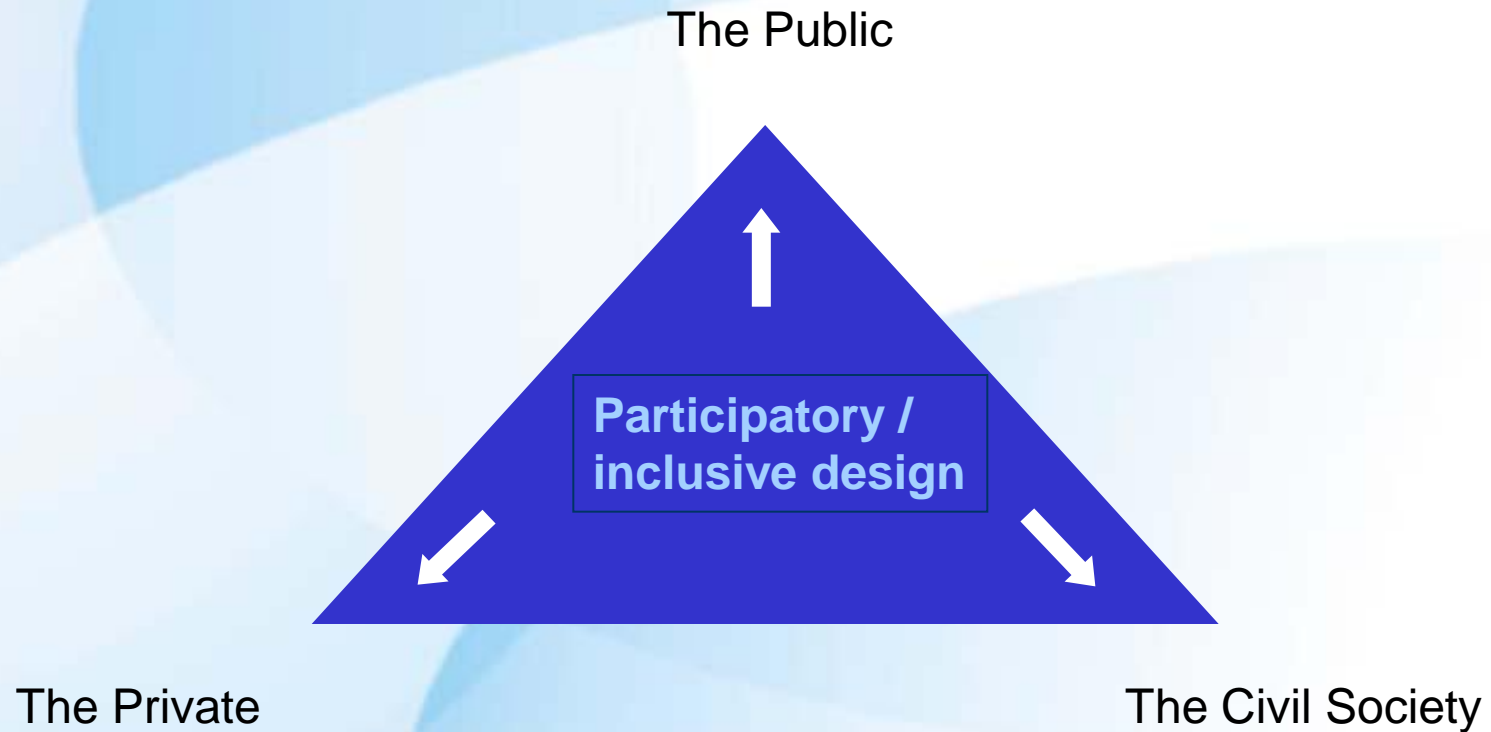 The Public
Participatory /
inclusive design
The Private
The Civil Society